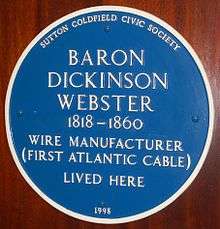 SUTTON COLDFIELD CIVIC SOCIETY
BARON
DICKINSON
WEBSTER
1818-1860
WIRE MANUFACTURER
(FIRST ATLANTIC CABLE)
LIVED HERE
1998